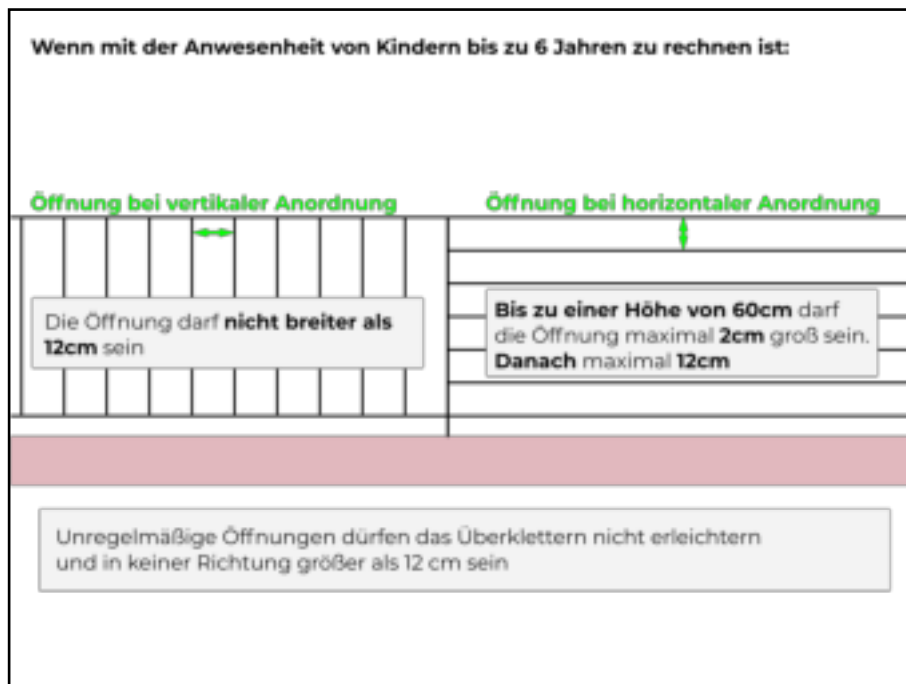 Wenn mit der Anwesenheit von Kindern bis zu 6 Jahren zu rechnen ist:
Öffnung bei vertikaler Anordnung
Die Öffnung darf nicht breiter als
12cm sein
Öffnung bei horizontaler Anordnung
Bis zu einer Höhe von 60cm darf
die Öffnung maximal 2cm groß sein.
Danach maximal 12cm
Unregelmäßige Öffnungen dürfen das Überklettern nicht erleichtern
und in keiner Richtung größer als 12 cm sein